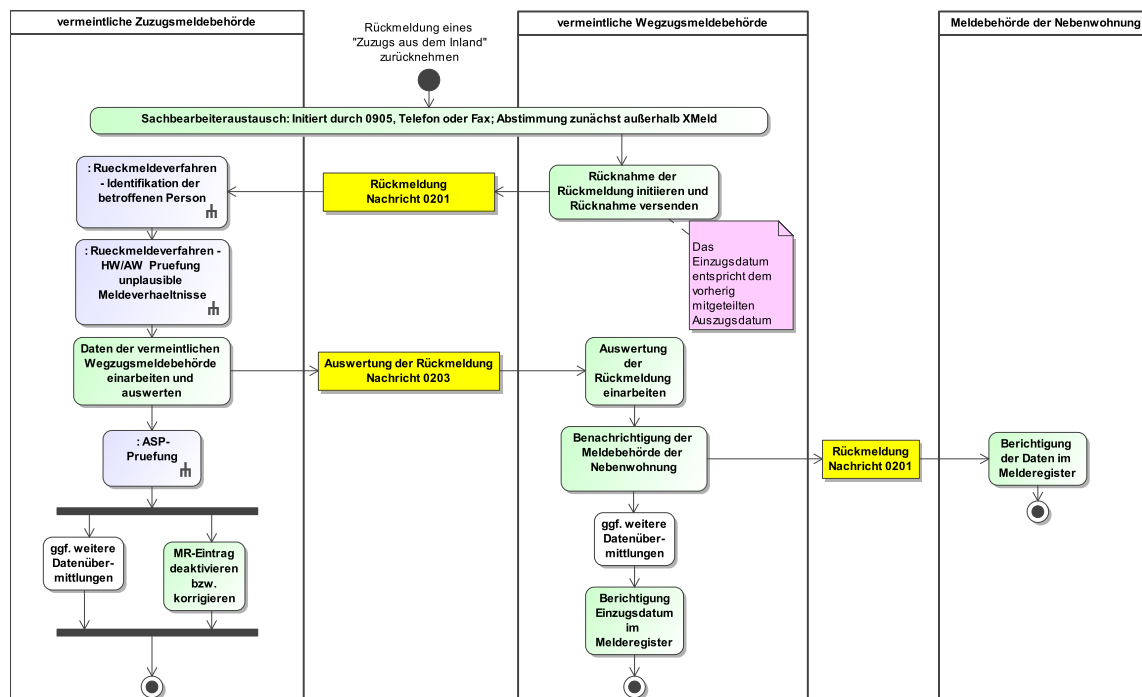 vermeintliche Zuzugsmeldebehörde
vermeintliche Wegzugsmeldebehörde
Meldebehörde der Nebenwohnung
Rückmeldung eines
"Zuzugs aus dem Inland"
zurücknehmen
Sachbearbeiteraustausch: Initiert durch 0905, Telefon oder Fax; Abstimmung zunächst außerhalb XMeld
: Rueckmeldeverfahren
- Identifikation der
betroffenen Person
Rückmeldung
Nachricht 0201
Rücknahme der
Rückmeldung initiieren und
Rücknahme versenden
: Rueckmeldeverfahren -
HW/AW Pruefung
unplausible
Meldeverhaeltnisse
Das
Einzugsdatum
entspricht dem
vorherig
mitgeteilten
Auszugsdatum
Daten der vermeintlichen
Wegzugsmeldebehörde
einarbeiten und
auswerten
Auswertung der Rückmeldung
Nachricht 0203
Auswertung
der
Rückmeldung
einarbeiten
: ASP-
Pruefung
Benachrichtigung der
Meldebehörde der
Nebenwohnung
Rückmeldung
Nachricht 0201
Berichtigung
der Daten im
Melderegister
ggf. weitere
Datenüber-
mittlungen
MR-Eintrag
deaktivieren
bzw.
korrigieren
ggf. weitere
Datenüber-
mittlungen
Berichtigung
Einzugsdatum
im
Melderegister